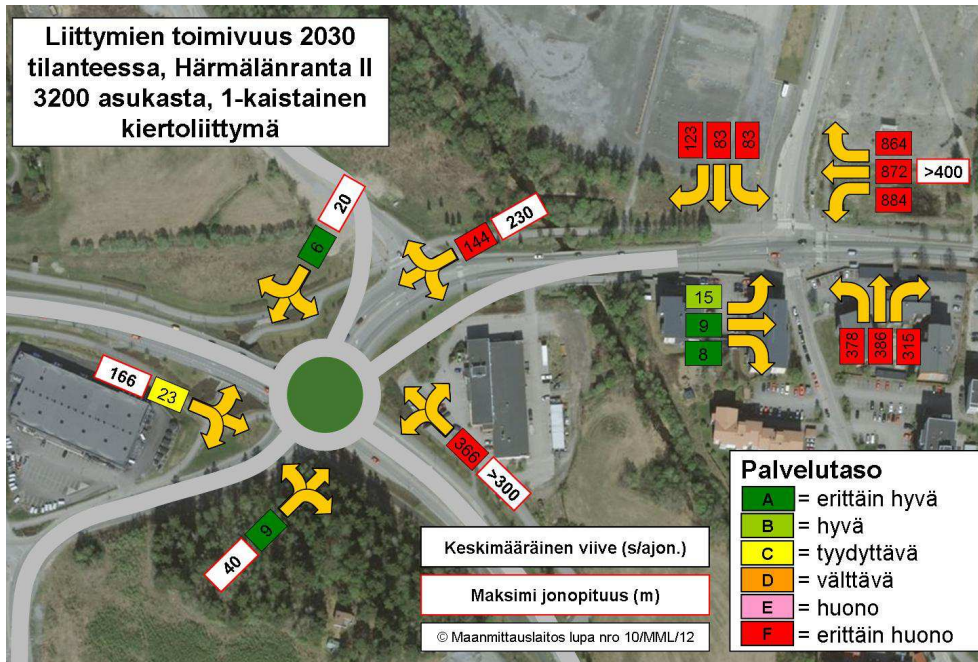 Liittymien toimivuus 2030
tilanteessa, Härmälänranta II
3200 asukasta, 1-kaistainen
kiertoliittymä
123 83 83
864
872 >400
884
20
6
144 230
15
9
8
378 386 315
166 23
366 >300
40 9
Keskimääräinen viive (s/ajon.)
Maksimi jonopituus (m)
© Maanmittauslaitos lupa nro 10/MML/12
Palvelutaso
A = erittäin hyvä
B = hyvä
C = tyydyttävä
D = välttävä
E = huono
F = erittäin huono